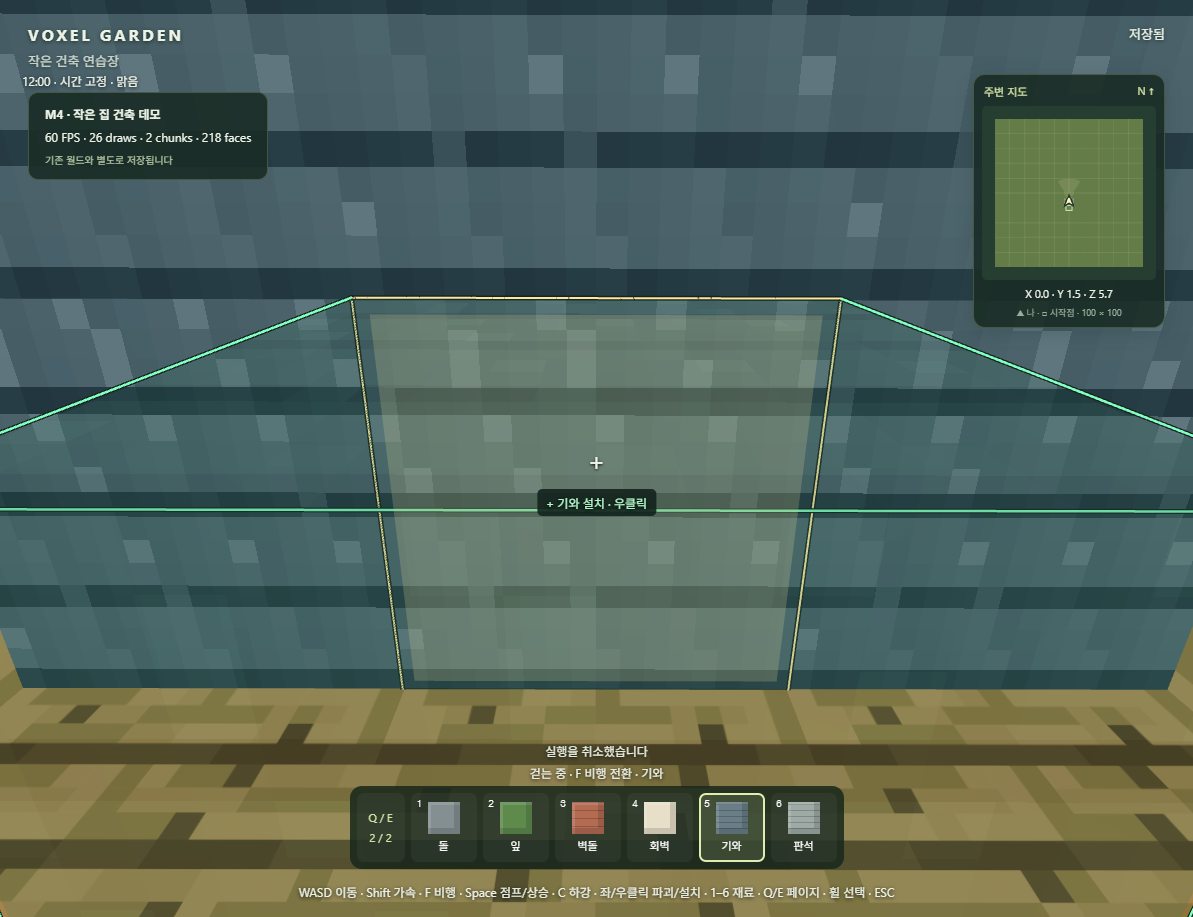 VOXEL GARDEN
작은 건축 연습장
12:00 · 시간 고정 · 맑음
M4 · 작은 집 건축 데모
60 FPS · 26 draws · 2 chunks · 218 faces
기존 월드와 별도로 저장됩니다
저장됨
주변 지도 N ↑
X 0.0 · Y 1.5 · Z 5.7
▲ 나 · □ 시작점 · 100 × 100
+ 기와 설치 · 우클릭
실행을 취소했습니다
걷는 중 · F 비행 전환 · 기와
Q / E
2 / 2
1 돌
2 잎
3 벽돌
4 회벽
5 기와
6 판석
WASD 이동 · Shift 가속 · F 비행 · Space 점프/상승 · C 하강 · 좌/우클릭 파괴/설치 · 1–6 재료 · Q/E 페이지 · 휠 선택 · ESC